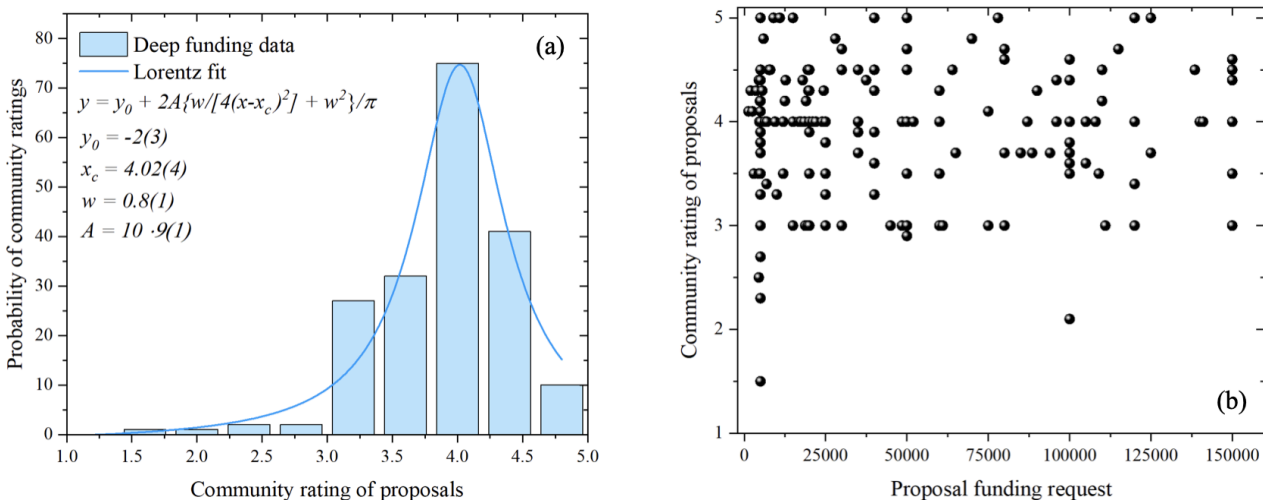 80
70
60
50
40
30
20
10
0
Probability of community ratings
Deep funding data
Lorentz fit
(a)
y = y0 + 2A{w/[4(x-xc)2] + w2}/π
y0 = -2(3)
xc = 4.02(4)
w = 0.8(1)
A = 10 ·9(1)
1.0 1.5 2.0 2.5 3.0 3.5 4.0 4.5 5.0
Community rating of proposals
5
4
3
2
1
Community rating of proposals
(b)
0 25000 50000 75000 100000 125000 150000
Proposal funding request